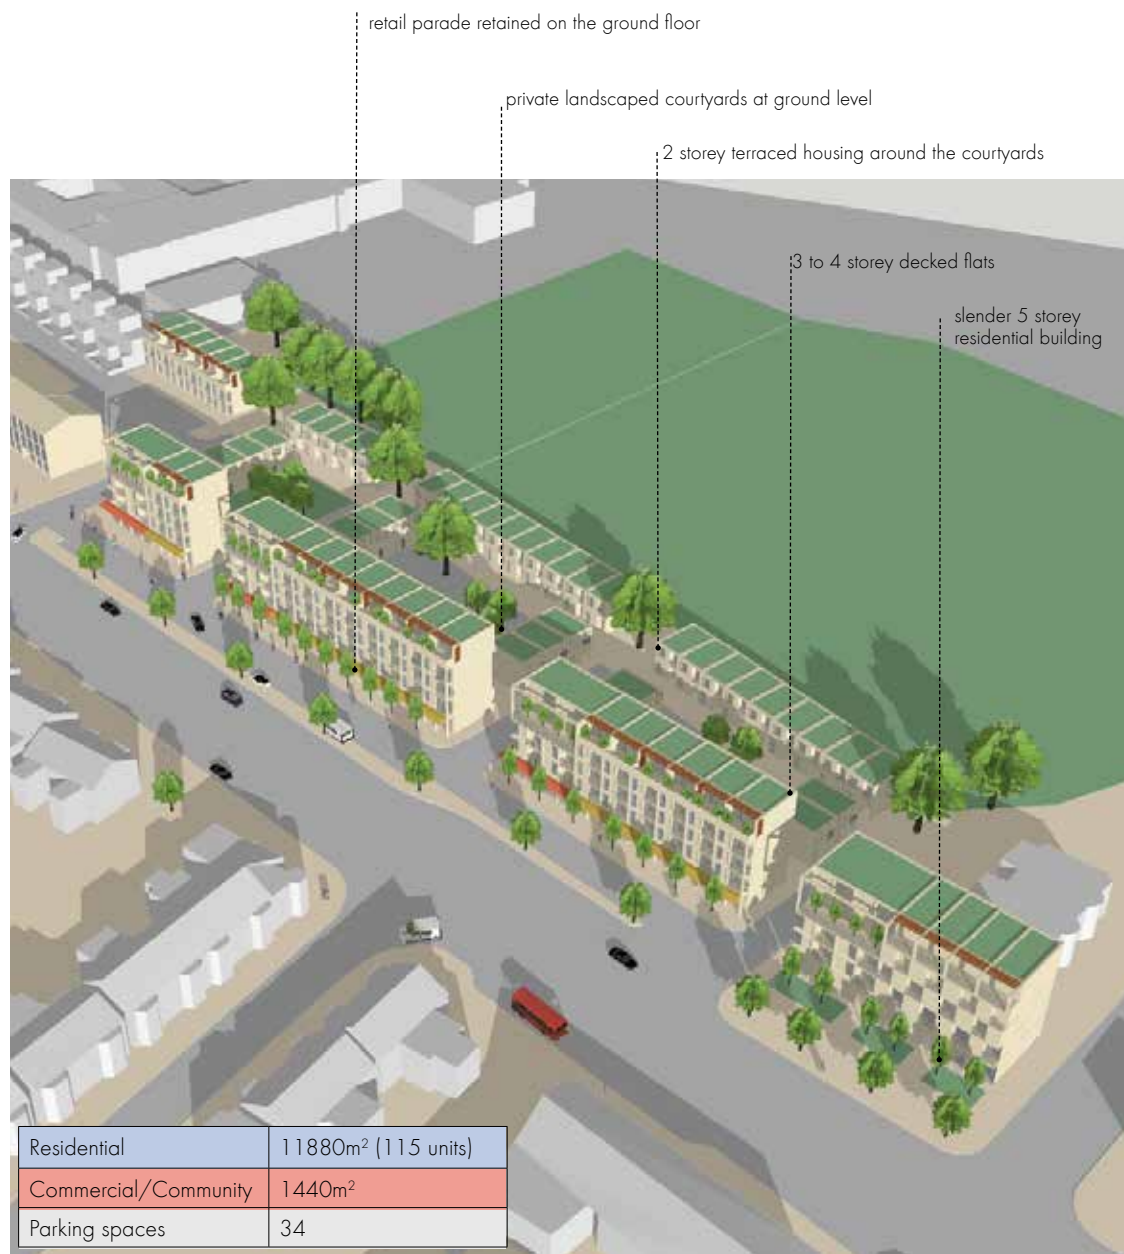 retail parade retained on the ground floor
private landscaped courtyards at ground level
2 storey terraced housing around the courtyards
3 to 4 storey decked flats
slender 5 storey
residential building
Residential 11880m² (115 units)
Commercial/Community 1440m²
Parking spaces 34